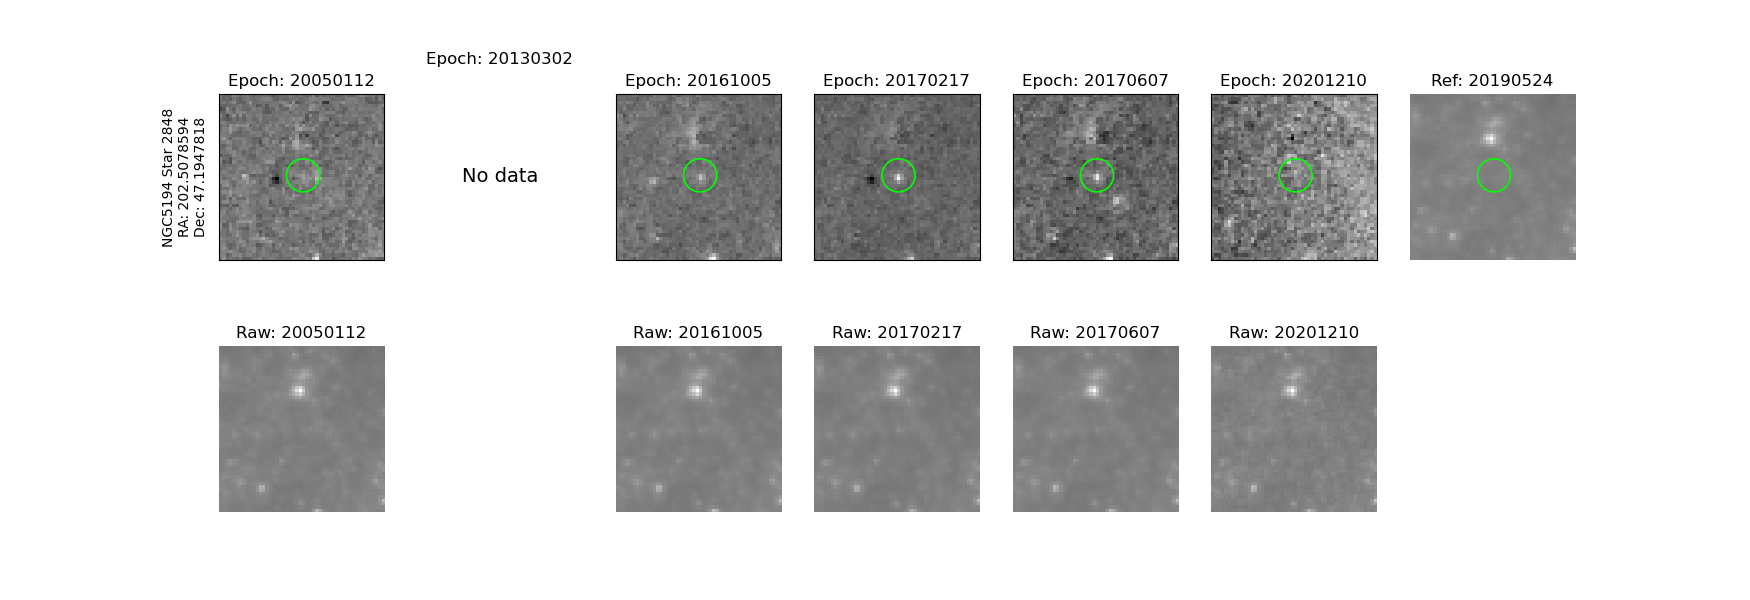 Epoch: 20130302
Epoch: 20050112
Epoch: 20161005
Epoch: 20170217
Epoch: 20170607
Epoch: 20201210
Ref: 20190524
NGC5194 Star 2848
RA: 202.5078594
Dec: 47.1947818
No data
Raw: 20050112
Raw: 20161005
Raw: 20170217
Raw: 20170607
Raw: 20201210